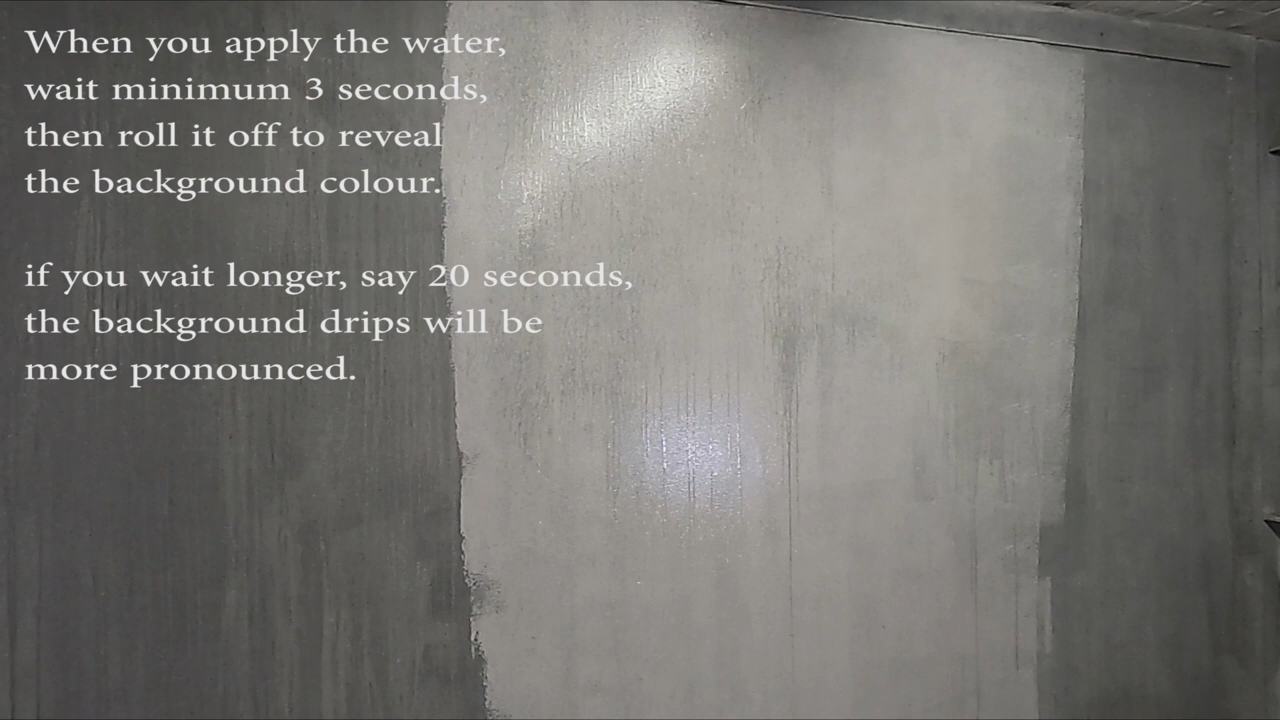 When you apply the water,
wait minimum 3 seconds,
then roll it off to reveal
the background colour.
if you wait longer, say 20 seconds,
the background drips will be
more pronounced.